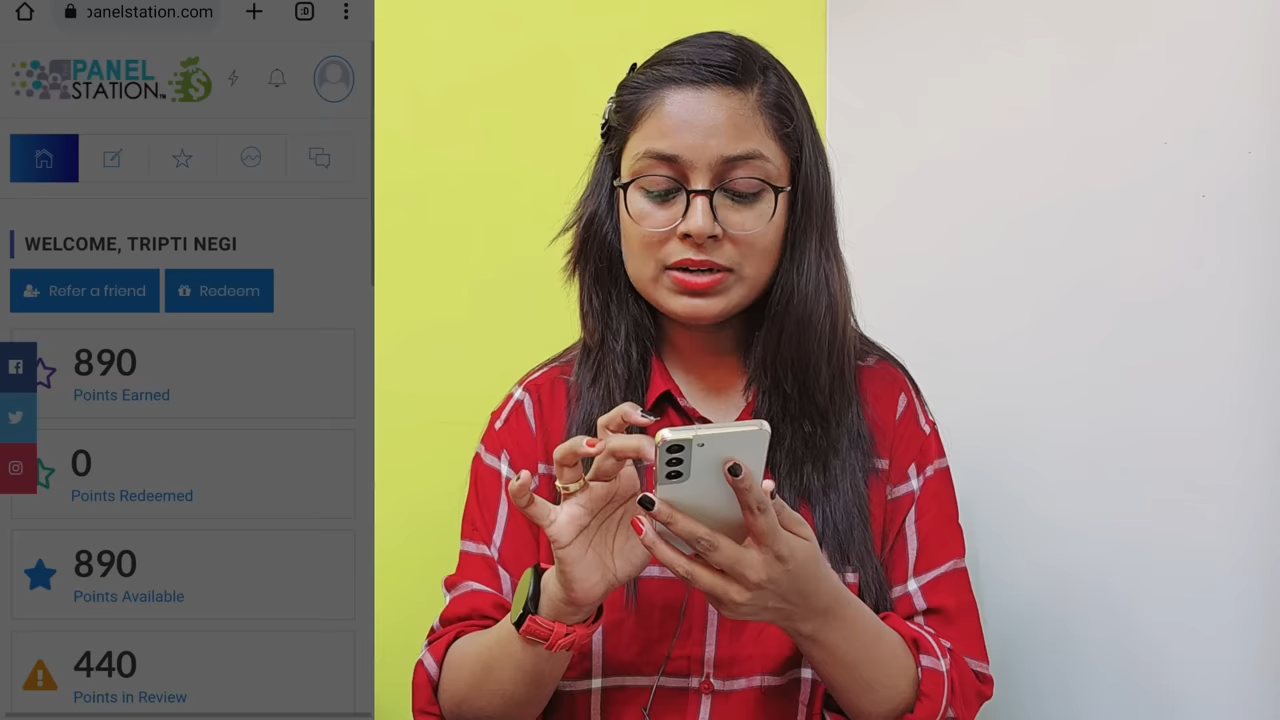 panelstation.com
:D
PANEL
STATION
TM
WELCOME, TRIPTI NEGI
Refer a friend
Redeem
890
Points Earned
0
Points Redeemed
890
Points Available
440
Points in Review